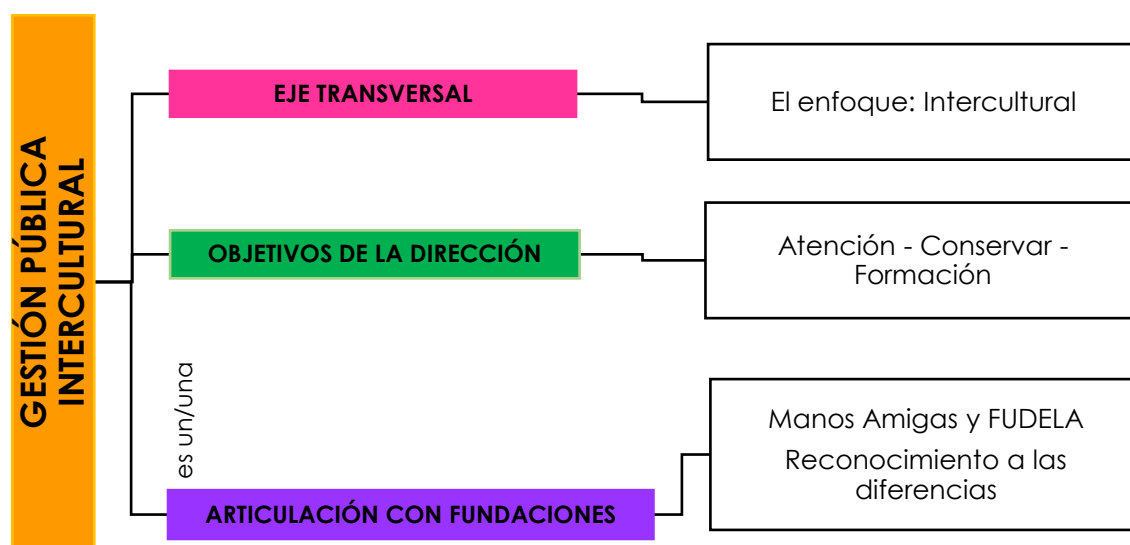 GESTIÓN PÚBLICA
INTERCULTURAL
EJE TRANSVERSAL
El enfoque: Intercultural
OBJETIVOS DE LA DIRECCIÓN
Atención - Conservar -
Formación
es un/una
ARTICULACIÓN CON FUNDACIONES
Manos Amigas y FUDELA
Reconocimiento a las
diferencias